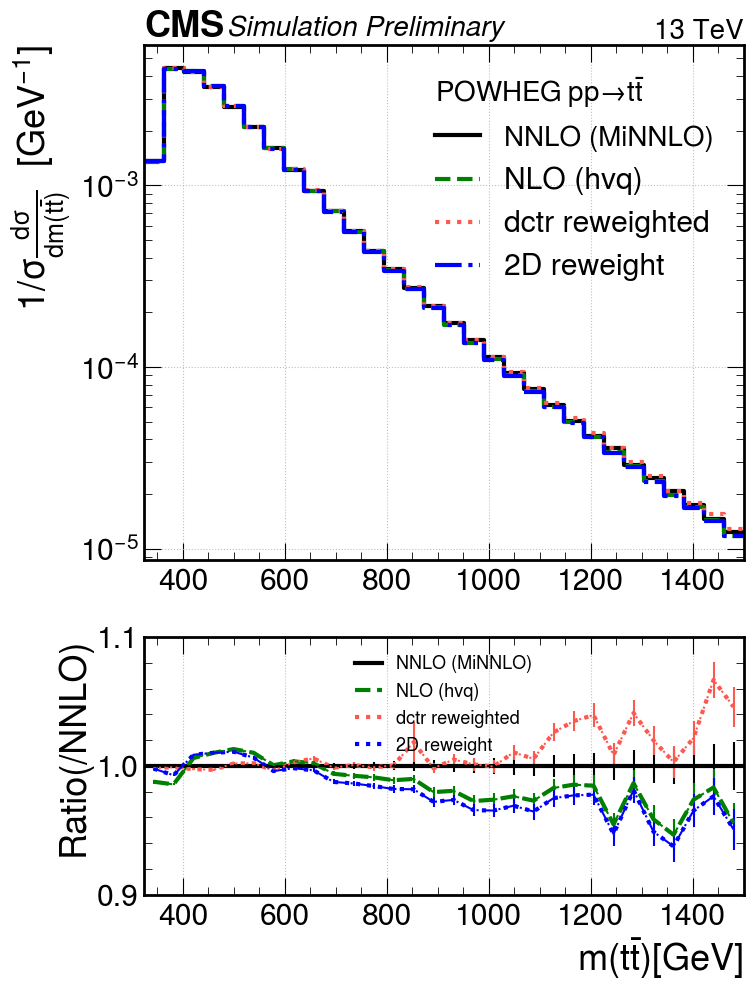 CMS Simulation Preliminary 13 TeV
1/σ dσ/dm(tt̄) [GeV⁻¹]
POWHEG pp→tt̄
NNLO (MiNNLO)
NLO (hvq)
dctr reweighted
2D reweight
10⁻³
10⁻⁴
10⁻⁵
400 600 800 1000 1200 1400
Ratio(/NNLO)
1.1
1.0
0.9
NNLO (MiNNLO)
NLO (hvq)
dctr reweighted
2D reweight
400 600 800 1000 1200 1400
m(tt̄)[GeV]